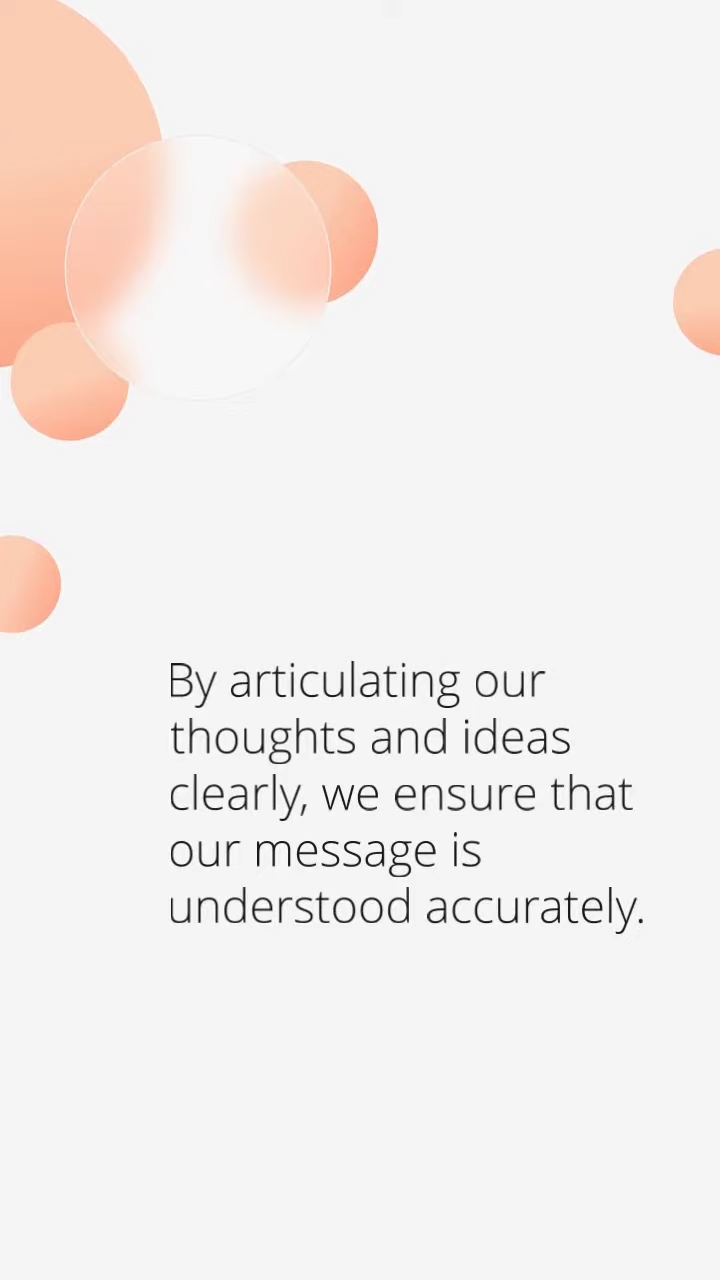 By articulating our
thoughts and ideas
clearly, we ensure that
our message is
understood accurately.